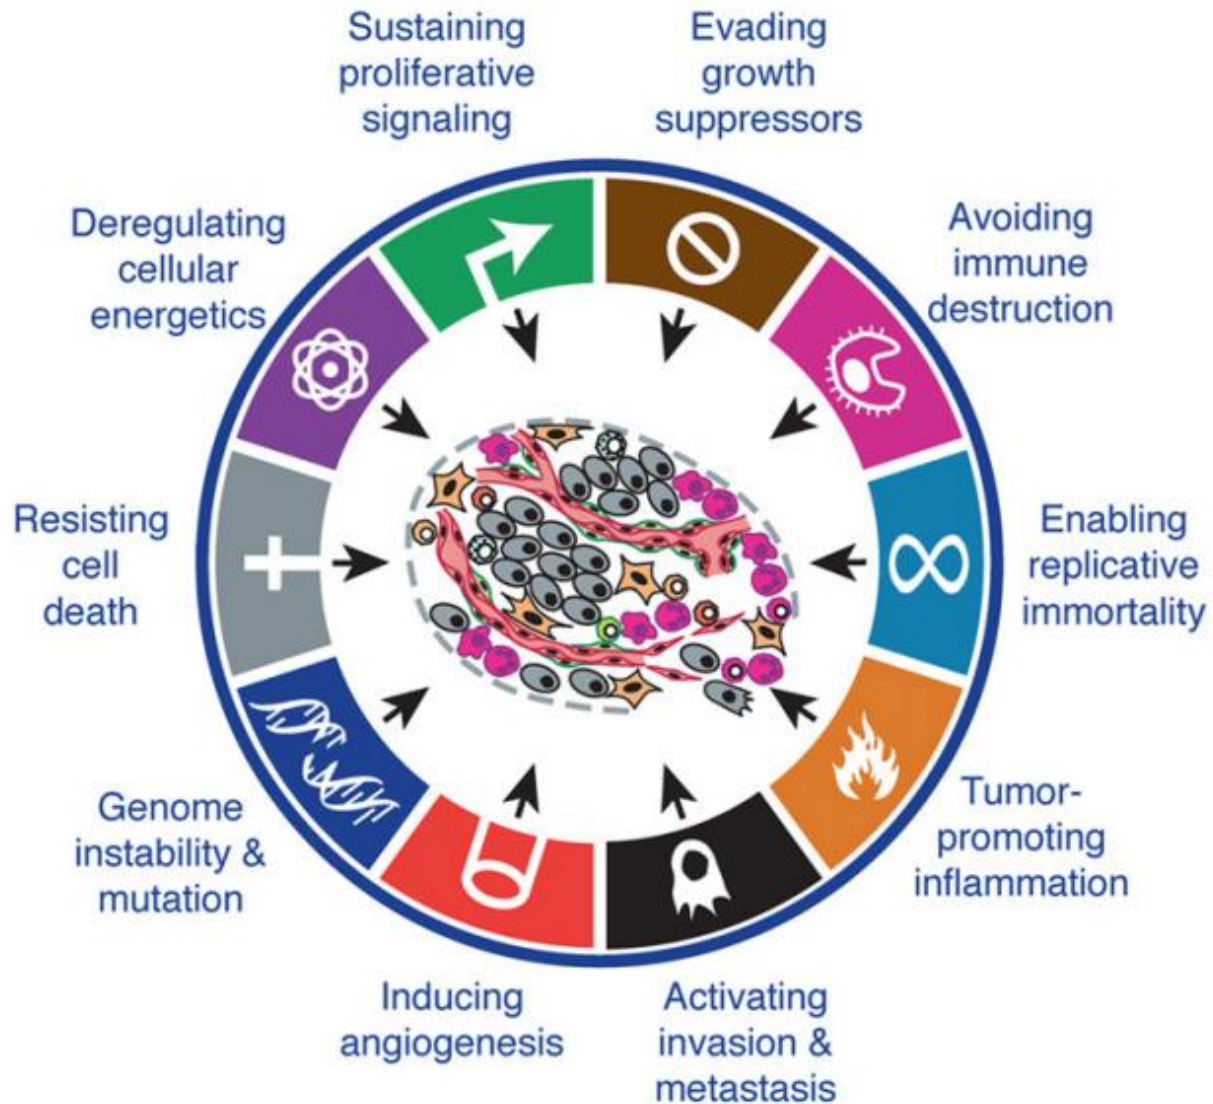 Sustaining
proliferative
signaling
Evading
growth
suppressors
Avoiding
immune
destruction
Enabling
replicative
immortality
Tumor-
promoting
inflammation
Activating
invasion &
metastasis
Inducing
angiogenesis
Genome
instability &
mutation
Resisting
cell
death
Deregulating
cellular
energetics